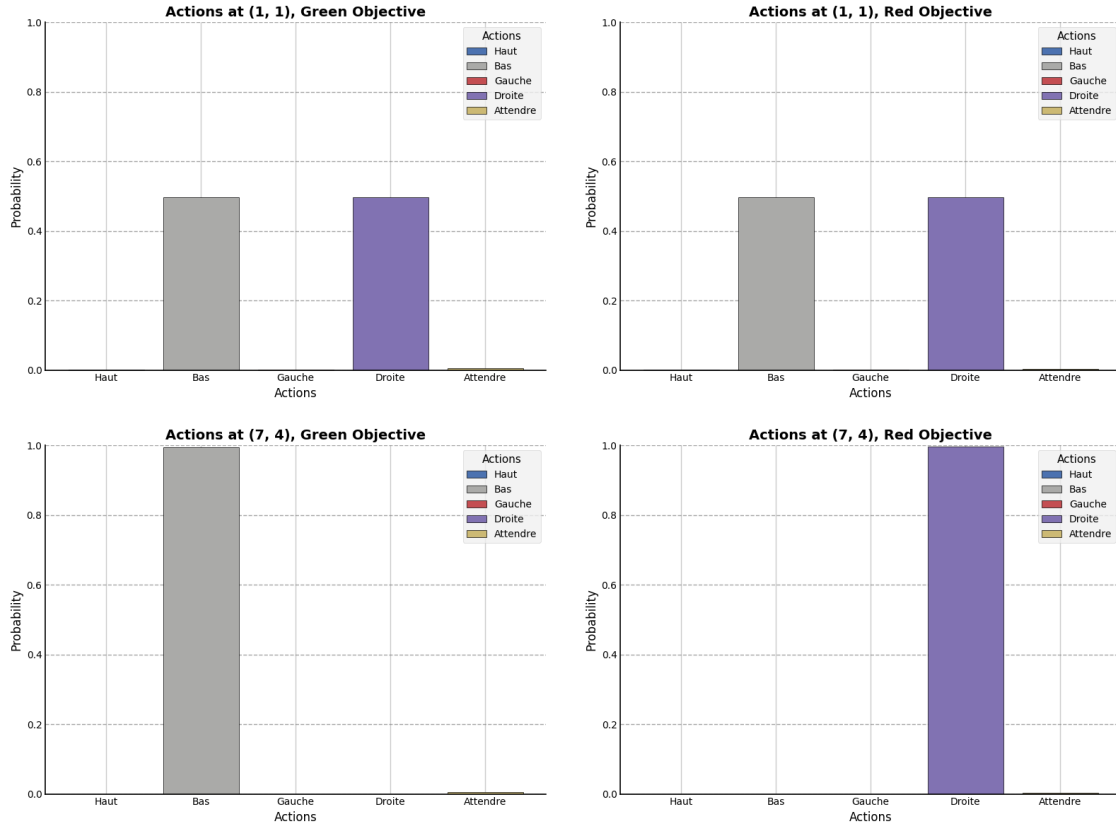 Actions at (1, 1), Green Objective
1.0
0.8
0.6
0.4
0.2
0.0
Probability
Actions
Haut
Bas
Gauche
Droite
Attendre
Haut Bas Gauche Droite Attendre
Actions
Actions at (1, 1), Red Objective
1.0
0.8
0.6
0.4
0.2
0.0
Probability
Actions
Haut
Bas
Gauche
Droite
Attendre
Haut Bas Gauche Droite Attendre
Actions
Actions at (7, 4), Green Objective
1.0
0.8
0.6
0.4
0.2
0.0
Probability
Actions
Haut
Bas
Gauche
Droite
Attendre
Haut Bas Gauche Droite Attendre
Actions
Actions at (7, 4), Red Objective
1.0
0.8
0.6
0.4
0.2
0.0
Probability
Actions
Haut
Bas
Gauche
Droite
Attendre
Haut Bas Gauche Droite Attendre
Actions